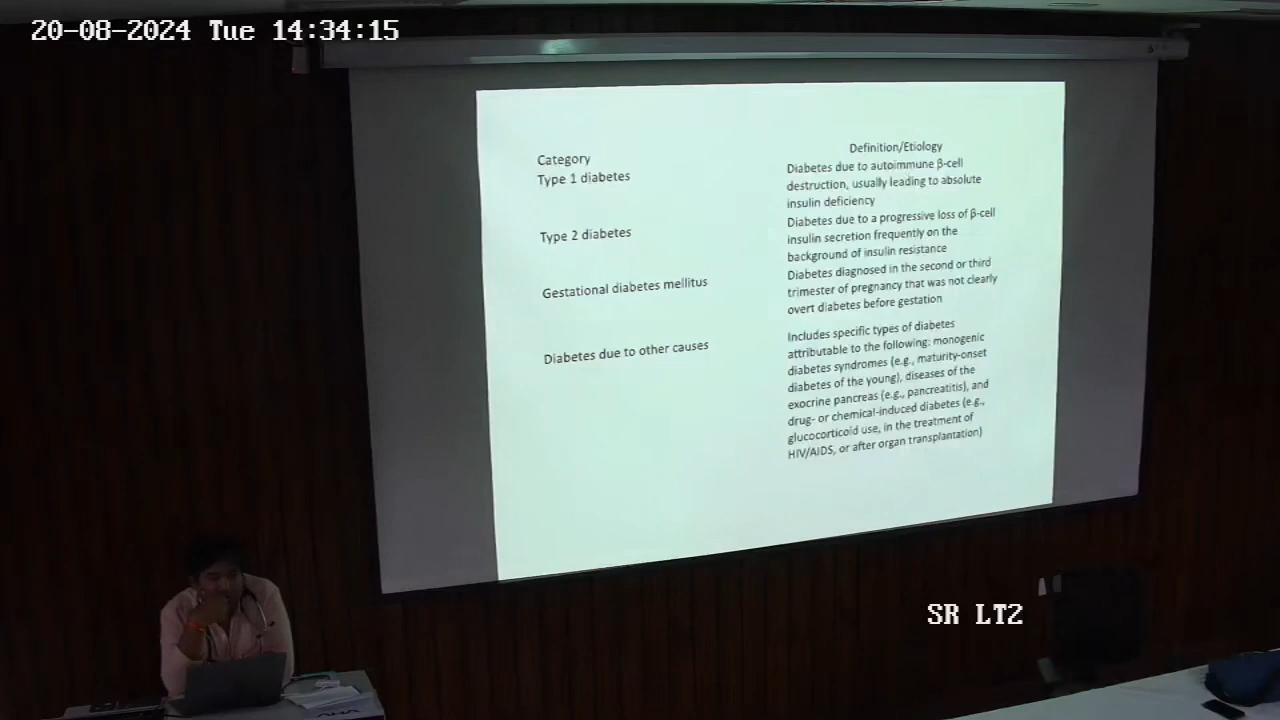 20-08-2024 Tue 14:34:15
Category
Definition/Etiology
Type 1 diabetes
Diabetes due to autoimmune β-cell
destruction, usually leading to absolute
insulin deficiency
Type 2 diabetes
Diabetes due to a progressive loss of β-cell
insulin secretion frequently on the
background of insulin resistance
Gestational diabetes mellitus
Diabetes diagnosed in the second or third
trimester of pregnancy that was not clearly
overt diabetes before gestation
Diabetes due to other causes
Includes specific types of diabetes
attributable to the following: monogenic
diabetes syndromes (e.g., maturity-onset
diabetes of the young), diseases of the
exocrine pancreas (e.g., pancreatitis), and
drug- or chemical-induced diabetes (e.g.,
glucocorticoid use, in the treatment of
HIV/AIDS, or after organ transplantation)
SR LT2